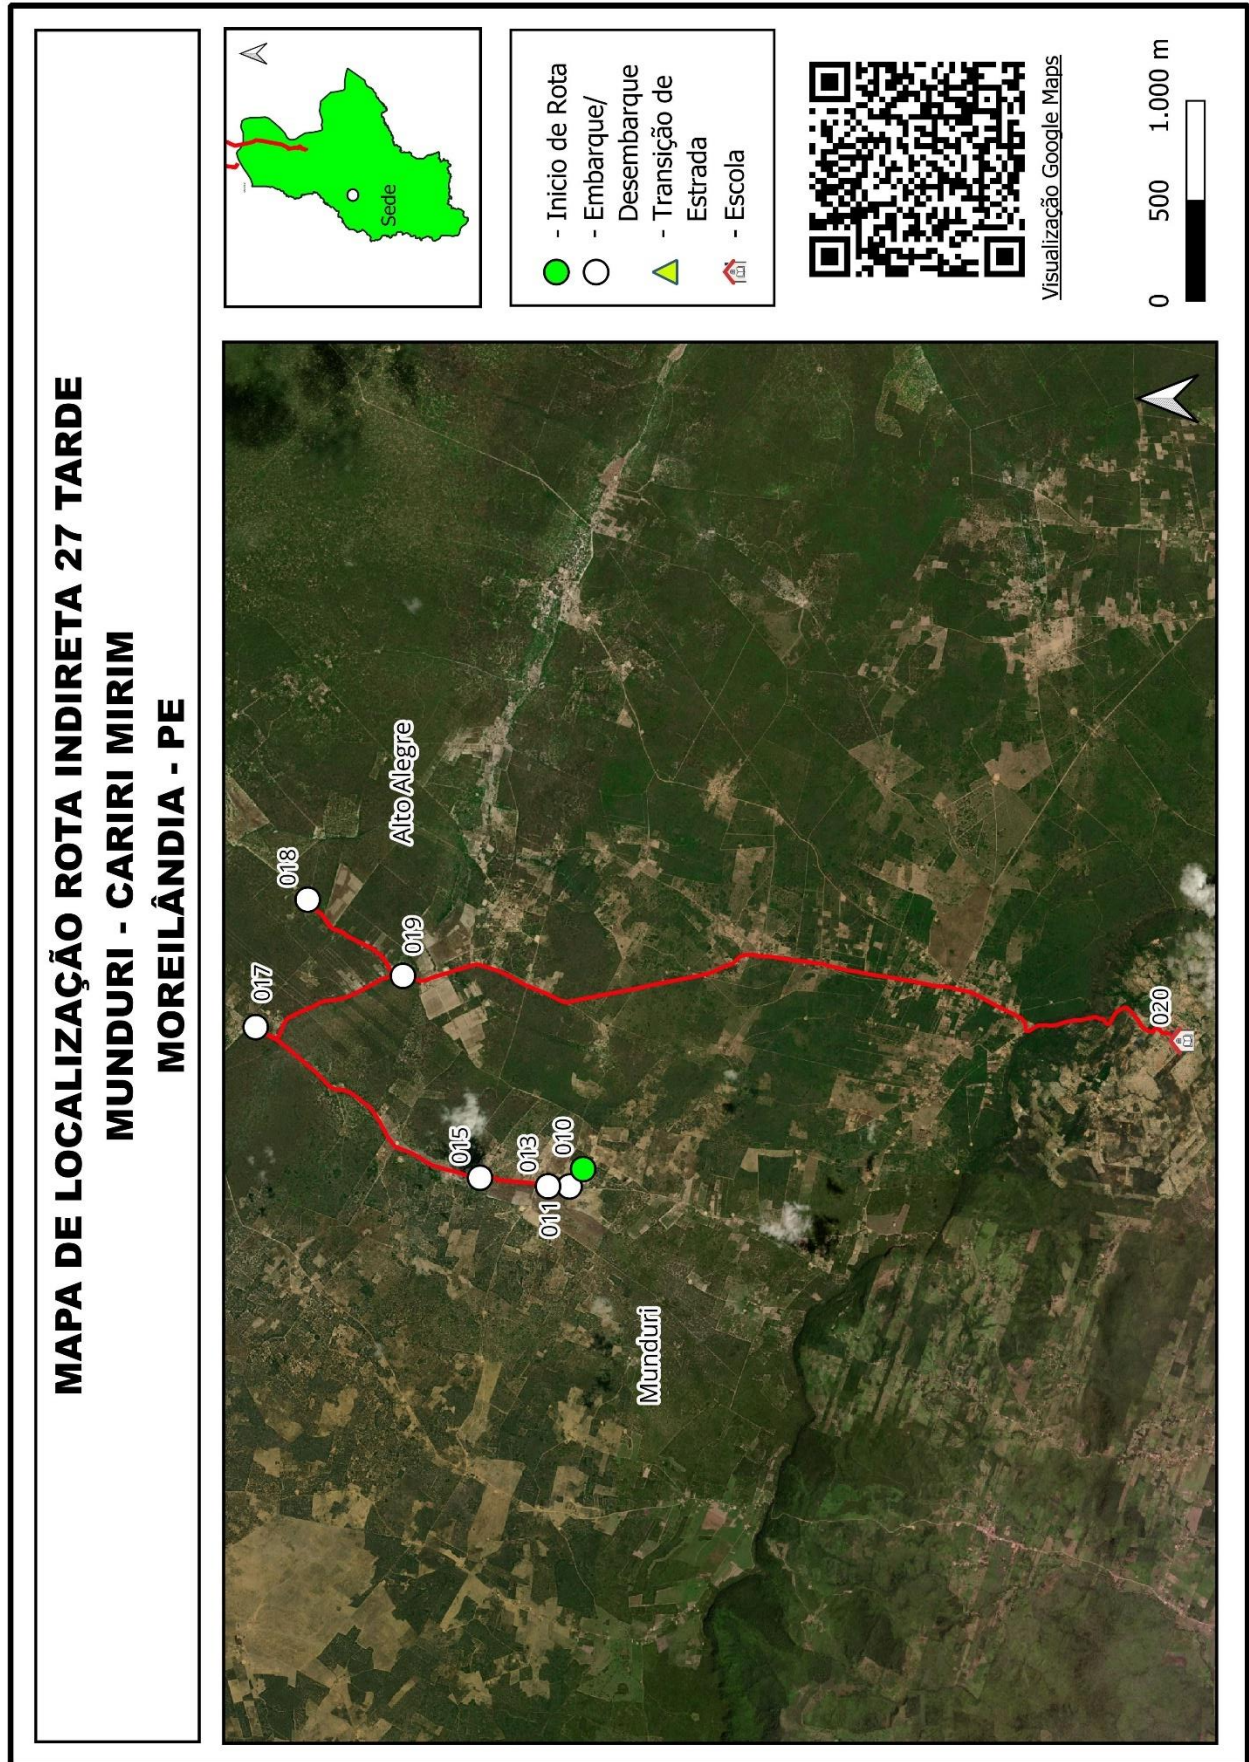 MAPA DE LOCALIZAÇÃO ROTA INDIRETA 27 TARDE
MUNDURI - CARIRI MIRIM
MOREILÂNDIA - PE
017
018
019
Alto Alegre
015
013
010
011
Munduri
020
Sede
- Inicio de Rota
- Embarque/
Desembarque
- Transição de
Estrada
- Escola
Visualização Google Maps
0 500 1.000 m